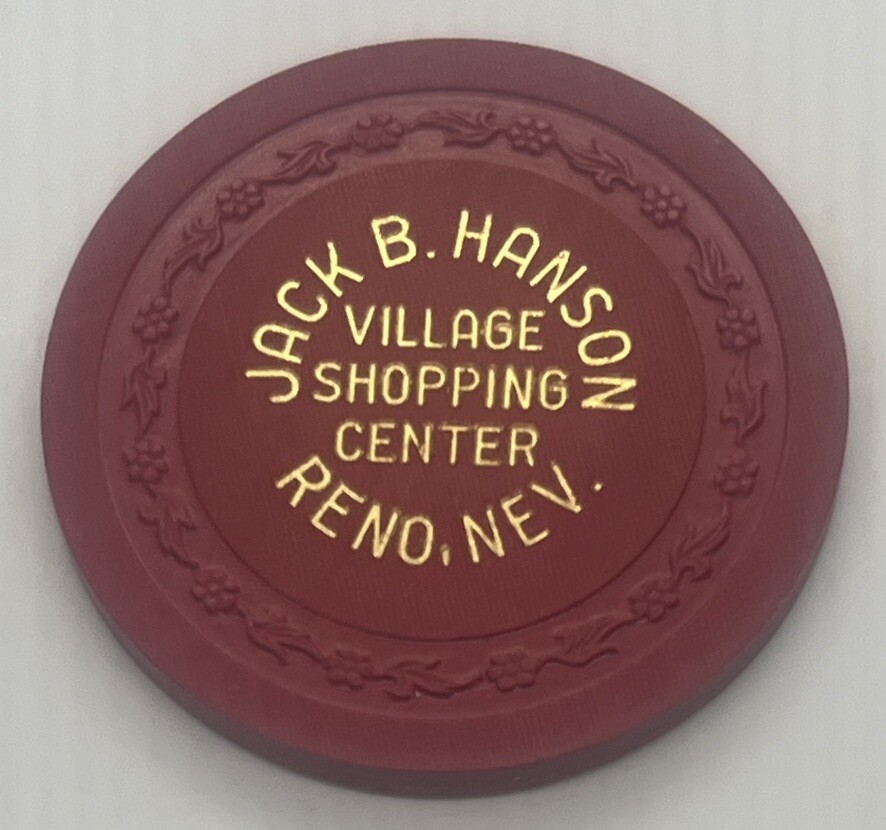 JACK B. HANSON
VILLAGE
SHOPPING
CENTER
RENO, NEV.